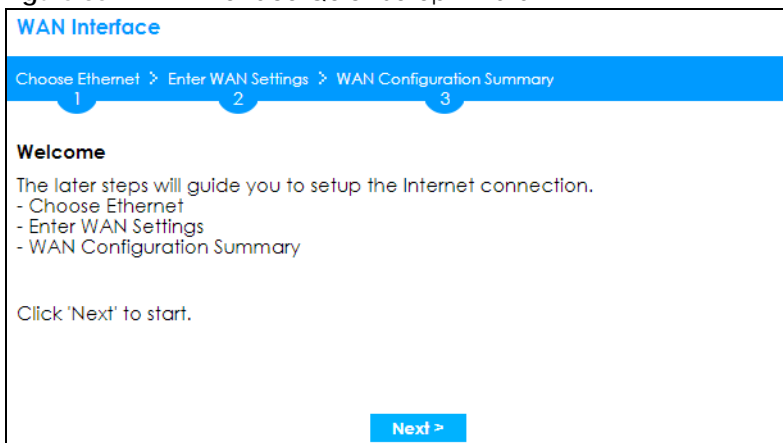 WAN Interface
Choose Ethernet > Enter WAN Settings > WAN Configuration Summary
1 2 3
Welcome
The later steps will guide you to setup the Internet connection.
- Choose Ethernet
- Enter WAN Settings
- WAN Configuration Summary
Click 'Next' to start.
Next >